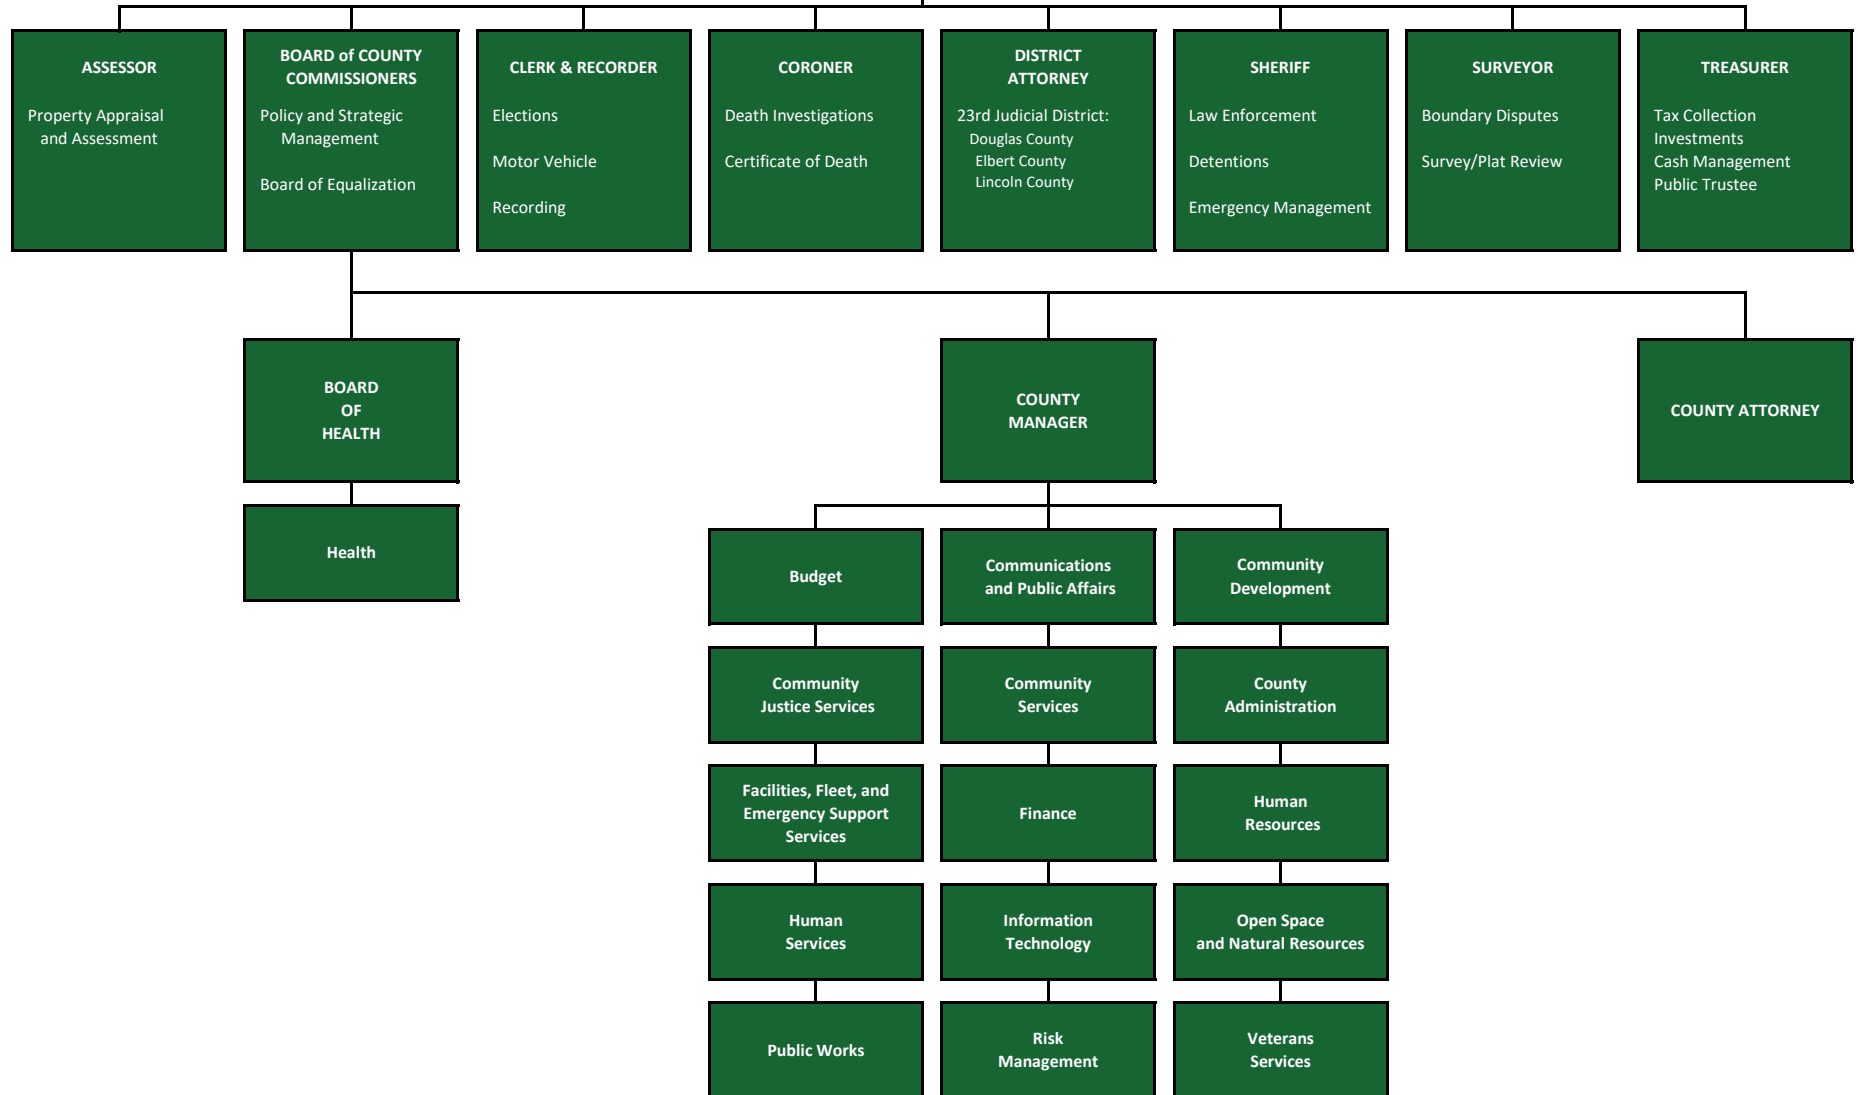 ASSESSOR
Property Appraisal
and Assessment
BOARD of COUNTY
COMMISSIONERS
Policy and Strategic
Management
Board of Equalization
CLERK & RECORDER
Elections
Motor Vehicle
Recording
CORONER
Death Investigations
Certificate of Death
DISTRICT
ATTORNEY
23rd Judicial District:
Douglas County
Elbert County
Lincoln County
SHERIFF
Law Enforcement
Detentions
Emergency Management
SURVEYOR
Boundary Disputes
Survey/Plat Review
TREASURER
Tax Collection
Investments
Cash Management
Public Trustee
BOARD
OF
HEALTH
COUNTY
MANAGER
COUNTY ATTORNEY
Health
Budget
Communications
and Public Affairs
Community
Development
Community
Justice Services
Community
Services
County
Administration
Facilities, Fleet, and
Emergency Support
Services
Finance
Human
Resources
Human
Services
Information
Technology
Open Space
and Natural Resources
Public Works
Risk
Management
Veterans
Services